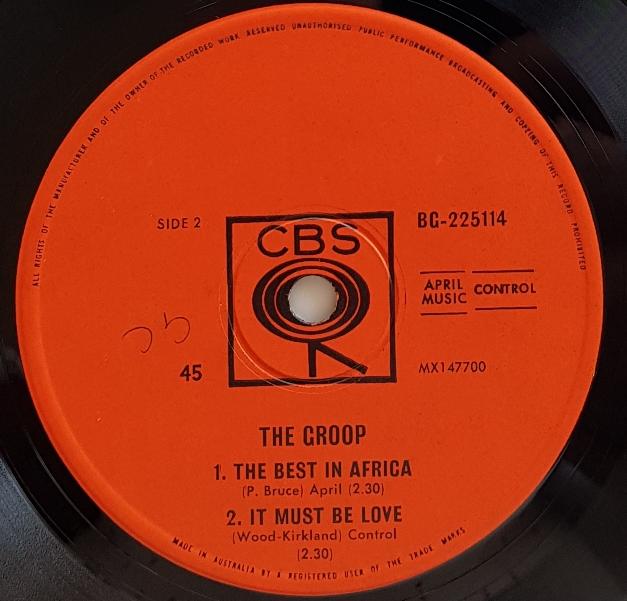 ALL RIGHTS OF THE MANUFACTURER AND OF THE OWNER OF THE RECORDED WORK RESERVED UNAUTHORISED PUBLIC PERFORMANCE BROADCASTING AND COPYING OF THIS RECORD PROHIBITED
SIDE 2
BG-225114
CBS
APRIL MUSIC
CONTROL
45
MX147700
THE GROOP
1. THE BEST IN AFRICA
(P. Bruce) April (2.30)
2. IT MUST BE LOVE
(Wood-Kirkland) Control
(2.30)
MADE IN AUSTRALIA BY A REGISTERED USER OF THE TRADE MARKS